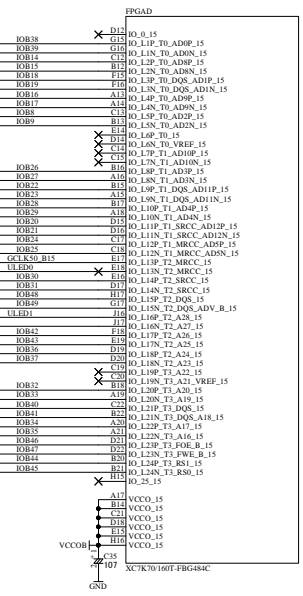 FPGAD
D12 IO_0_15
IOB38 G15 IO_L1P_T0_AD0P_15
IOB39 G16 IO_L1N_T0_AD0N_15
IOB14 C12 IO_L2P_T0_AD8P_15
IOB15 B12 IO_L2N_T0_AD8N_15
IOB18 F15 IO_L3P_T0_DQS_AD1P_15
IOB19 F16 IO_L3N_T0_DQS_AD1N_15
IOB16 A13 IO_L4P_T0_AD9P_15
IOB17 A14 IO_L4N_T0_AD9N_15
IOB8 C13 IO_L5P_T0_AD2P_15
IOB9 B13 IO_L5N_T0_AD2N_15
E14 IO_L6P_T0_15
D14 IO_L6N_T0_VREF_15
C14 IO_L7P_T1_AD10P_15
C15 IO_L7N_T1_AD10N_15
IOB26 B16 IO_L8P_T1_AD3P_15
IOB27 A16 IO_L8N_T1_AD3N_15
IOB22 B15 IO_L9P_T1_DQS_AD11P_15
IOB23 A15 IO_L9N_T1_DQS_AD11N_15
IOB28 B17 IO_L10P_T1_AD4P_15
IOB29 A18 IO_L10N_T1_AD4N_15
IOB20 D15 IO_L11P_T1_SRCC_AD12P_15
IOB21 D16 IO_L11N_T1_SRCC_AD12N_15
IOB24 C17 IO_L12P_T1_MRCC_AD5P_15
IOB25 C18 IO_L12N_T1_MRCC_AD5N_15
GCLK50_B15 E17 IO_L13P_T2_MRCC_15
ULED0 E18 IO_L13N_T2_MRCC_15
IOB30 E16 IO_L14P_T2_SRCC_15
IOB31 D17 IO_L14N_T2_SRCC_15
IOB48 H17 IO_L15P_T2_DQS_15
IOB49 G17 IO_L15N_T2_DQS_ADV_B_15
ULED1 J16 IO_L16P_T2_A28_15
J17 IO_L16N_T2_A27_15
IOB42 F18 IO_L17P_T2_A26_15
IOB43 E19 IO_L17N_T2_A25_15
IOB36 D19 IO_L18P_T2_A24_15
IOB37 D20 IO_L18N_T2_A23_15
C19 IO_L19P_T3_A22_15
C20 IO_L19N_T3_A21_VREF_15
IOB32 B18 IO_L20P_T3_A20_15
IOB33 A19 IO_L20N_T3_A19_15
IOB40 C22 IO_L21P_T3_DQS_15
IOB41 B22 IO_L21N_T3_DQS_A18_15
IOB34 A20 IO_L22P_T3_A17_15
IOB35 A21 IO_L22N_T3_A16_15
IOB46 D21 IO_L23P_T3_FOE_B_15
IOB47 D22 IO_L23N_T3_FWE_B_15
IOB44 B20 IO_L24P_T3_RS1_15
IOB45 B21 IO_L24N_T3_RS0_15
H15 IO_25_15
A17 VCCO_15
B14 VCCO_15
C21 VCCO_15
D18 VCCO_15
E15 VCCO_15
VCCOB H16 VCCO_15
2 1 C35
107
XC7K70/160T-FBG484C
GND